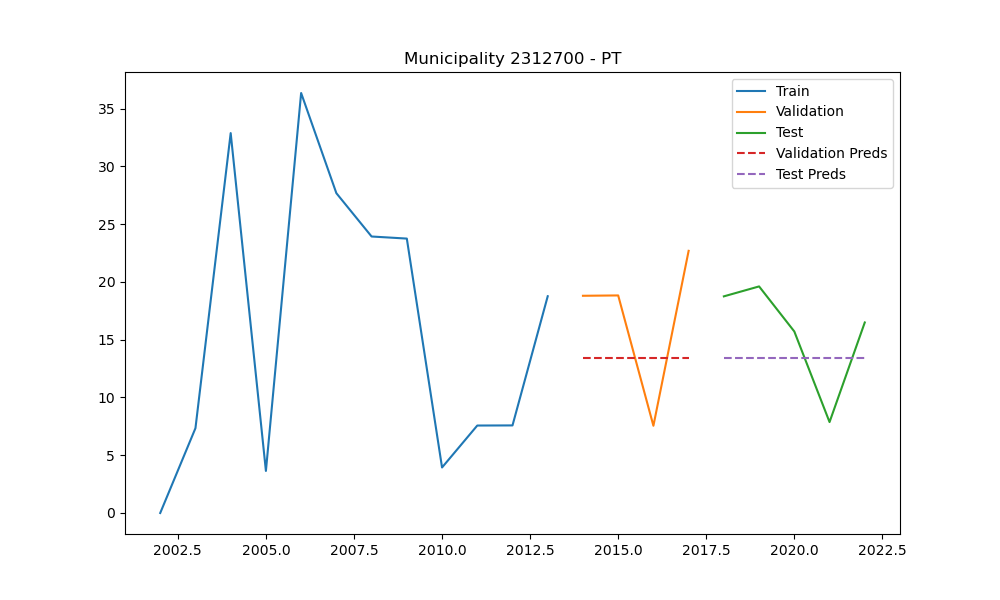 Municipality 2312700 - PT
Train
Validation
Test
Validation Preds
Test Preds
35
30
25
20
15
10
5
0
2002.5 2005.0 2007.5 2010.0 2012.5 2015.0 2017.5 2020.0 2022.5